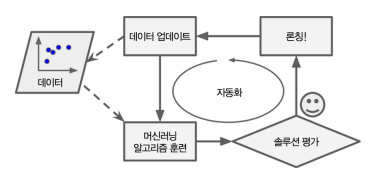 데이터 업데이트
론칭!
데이터
자동화
머신러닝
알고리즘 훈련
솔루션 평가